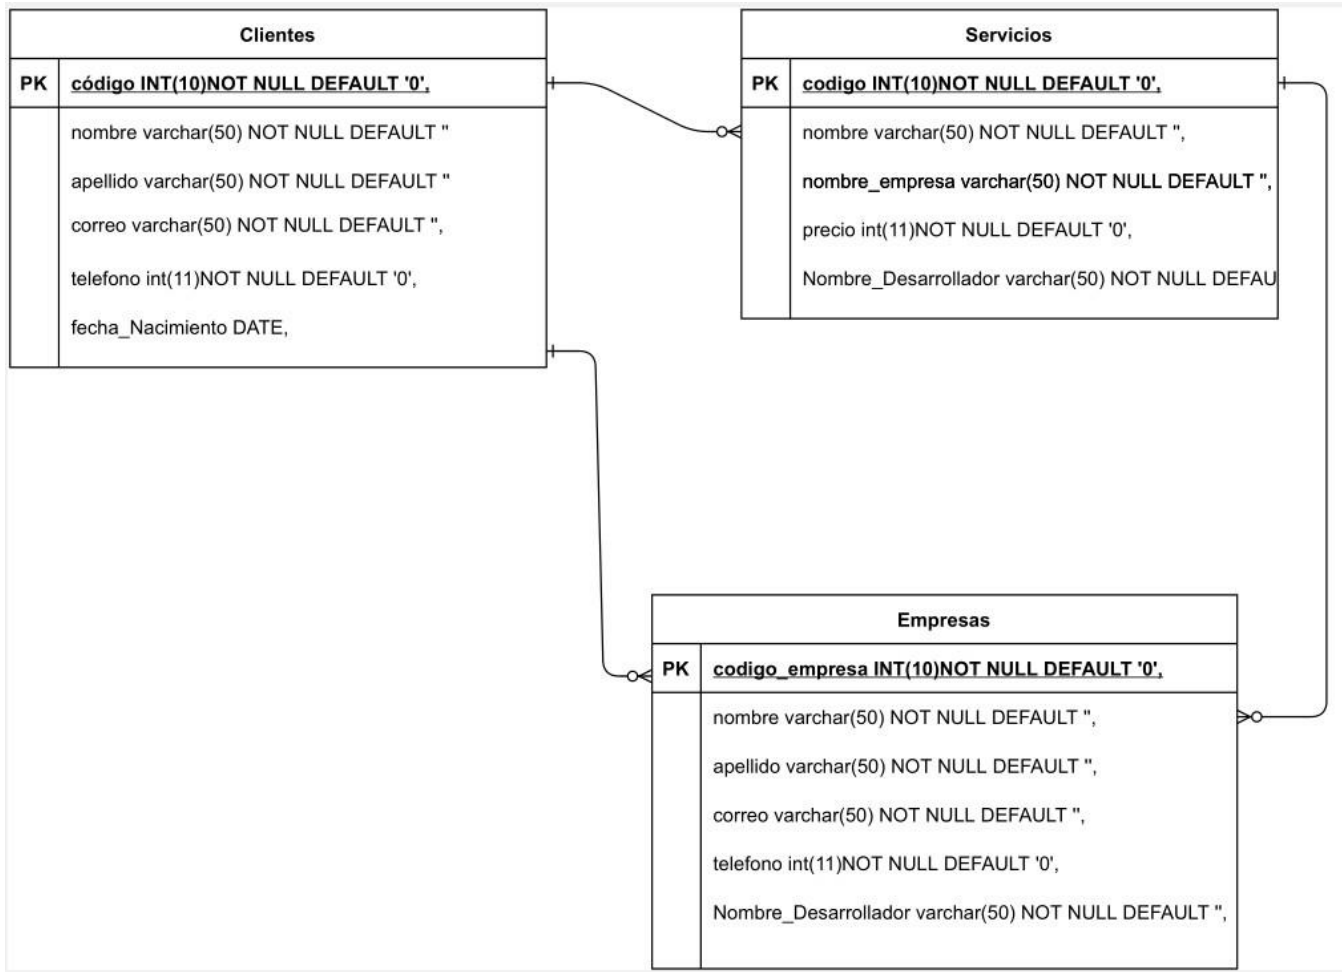 Clientes
PK código INT(10)NOT NULL DEFAULT '0',
nombre varchar(50) NOT NULL DEFAULT ''
apellido varchar(50) NOT NULL DEFAULT ''
correo varchar(50) NOT NULL DEFAULT '',
telefono int(11)NOT NULL DEFAULT '0',
fecha_Nacimiento DATE,
Servicios
PK codigo INT(10)NOT NULL DEFAULT '0',
nombre varchar(50) NOT NULL DEFAULT '',
nombre_empresa varchar(50) NOT NULL DEFAULT '',
precio int(11)NOT NULL DEFAULT '0',
Nombre_Desarrollador varchar(50) NOT NULL DEFAU
Empresas
PK codigo_empresa INT(10)NOT NULL DEFAULT '0',
nombre varchar(50) NOT NULL DEFAULT '',
apellido varchar(50) NOT NULL DEFAULT '',
correo varchar(50) NOT NULL DEFAULT '',
telefono int(11)NOT NULL DEFAULT '0',
Nombre_Desarrollador varchar(50) NOT NULL DEFAULT '',